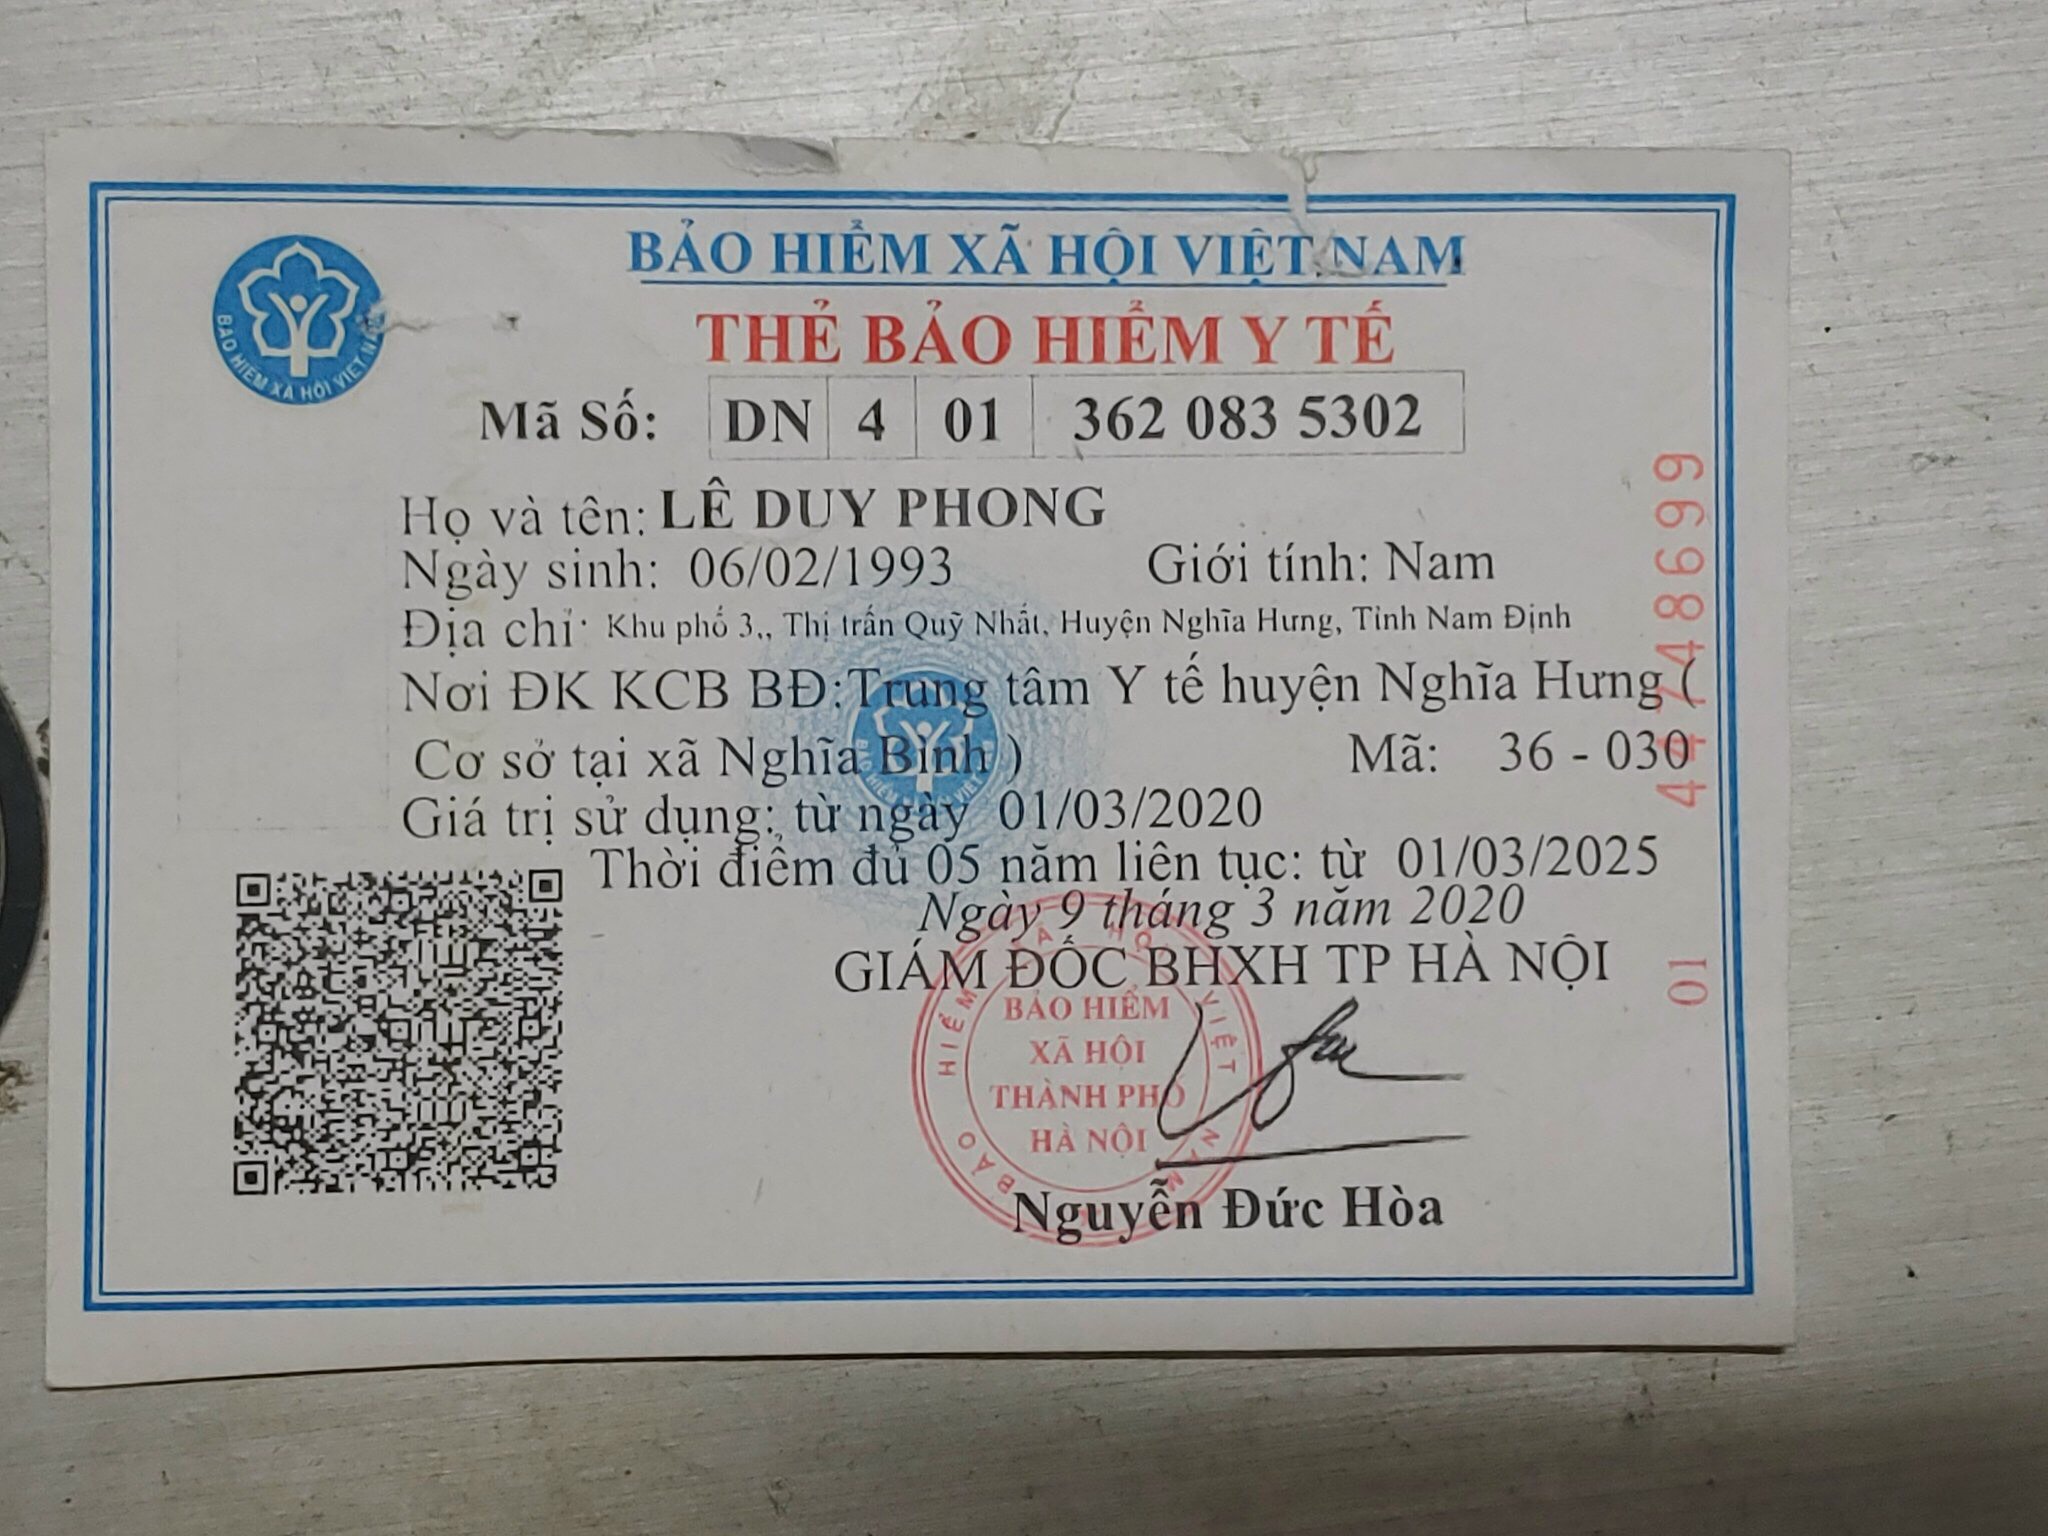 BẢO HIỂM XÃ HỘI VIỆT NAM
BẢO HIỂM XÃ HỘI VIỆT NAM
THẺ BẢO HIỂM Y TẾ
Mã Số: DN 4 01 362 083 5302
Họ và tên: LÊ DUY PHONG
Ngày sinh: 06/02/1993 Giới tính: Nam
Địa chỉ: Khu phố 3,, Thị trấn Quỹ Nhất, Huyện Nghĩa Hưng, Tỉnh Nam Định
Nơi ĐK KCB BĐ: Trung tâm Y tế huyện Nghĩa Hưng (
Cơ sở tại xã Nghĩa Bình ) Mã: 36 - 030
Giá trị sử dụng: từ ngày 01/03/2020
Thời điểm đủ 05 năm liên tục: từ 01/03/2025
Ngày 9 tháng 3 năm 2020
GIÁM ĐỐC BHXH TP HÀ NỘI
BẢO HIỂM XÃ HỘI VIỆT NAM
BẢO HIỂM
XÃ HỘI
THÀNH PHỐ
HÀ NỘI
Nguyễn Đức Hòa
01 44748699